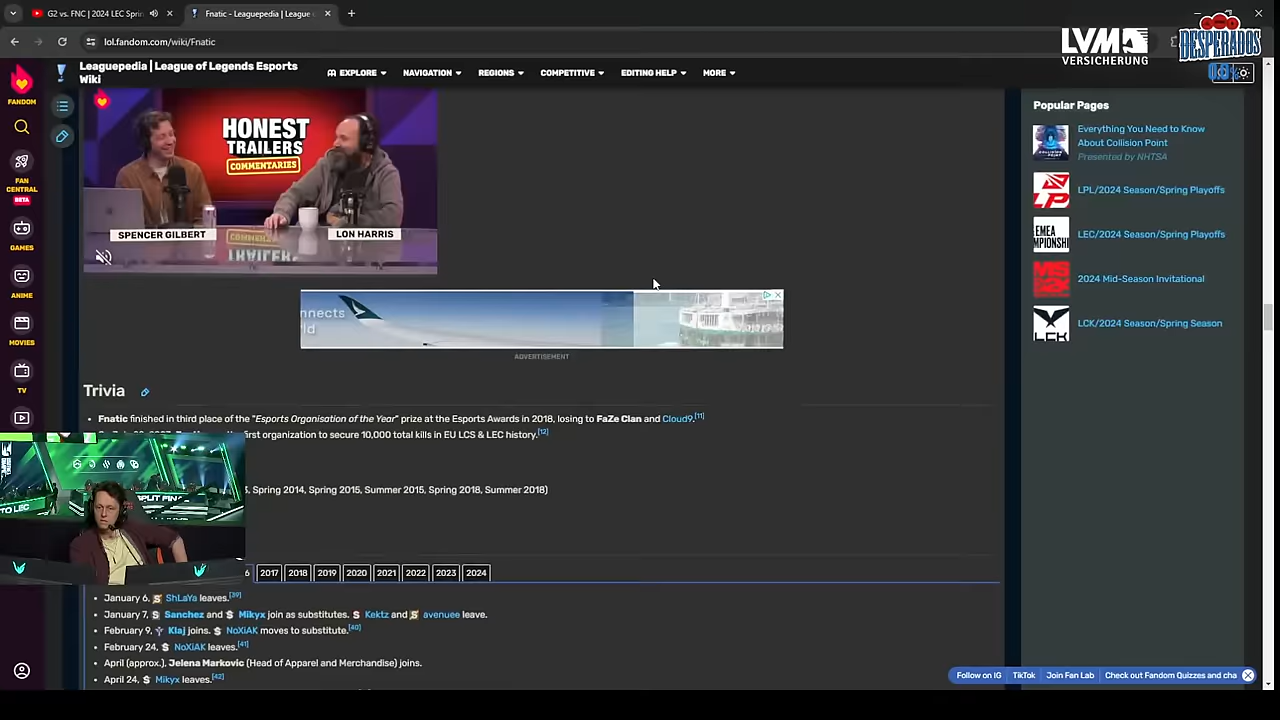 G2 vs. FNC | 2024 LEC Sprin
Fnatic - Leaguepedia | League
lol.fandom.com/wiki/Fnatic
LVM
VERSICHERUNG
DESPERADOS
0.0%
FANDOM
FAN
CENTRAL
BETA
GAMES
ANIME
MOVIES
TV
Leaguepedia | League of Legends Esports
Wiki
EXPLORE
NAVIGATION
REGIONS
COMPETITIVE
EDITING HELP
MORE
HONEST
TRAILERS
COMMENTARIES
SPENCER GILBERT
LON HARRIS
nnects
ld
ADVERTISEMENT
Trivia
Fnatic finished in third place of the "Esports Organisation of the Year" prize at the Esports Awards in 2018, losing to FaZe Clan and Cloud9.[11]
first organization to secure 10,000 total kills in EU LCS & LEC history.[12]
Spring 2014, Spring 2015, Summer 2015, Spring 2018, Summer 2018)
6 2017 2018 2019 2020 2021 2022 2023 2024
January 6, ShLaYa leaves.[39]
January 7, Sanchez and Mikyx join as substitutes. Kektz and avenuee leave.
February 9, Klaj joins. NoXiAK moves to substitute.[40]
February 24, NoXiAK leaves.[41]
April (approx.), Jelena Markovic (Head of Apparel and Merchandise) joins.
April 24, Mikyx leaves.[42]
Popular Pages
Everything You Need to Know
About Collision Point
Presented by NHTSA
LPL/2024 Season/Spring Playoffs
LEC/2024 Season/Spring Playoffs
2024 Mid-Season Invitational
LCK/2024 Season/Spring Season
Follow on IG
TikTok
Join Fan Lab
Check out Fandom Quizzes and cha